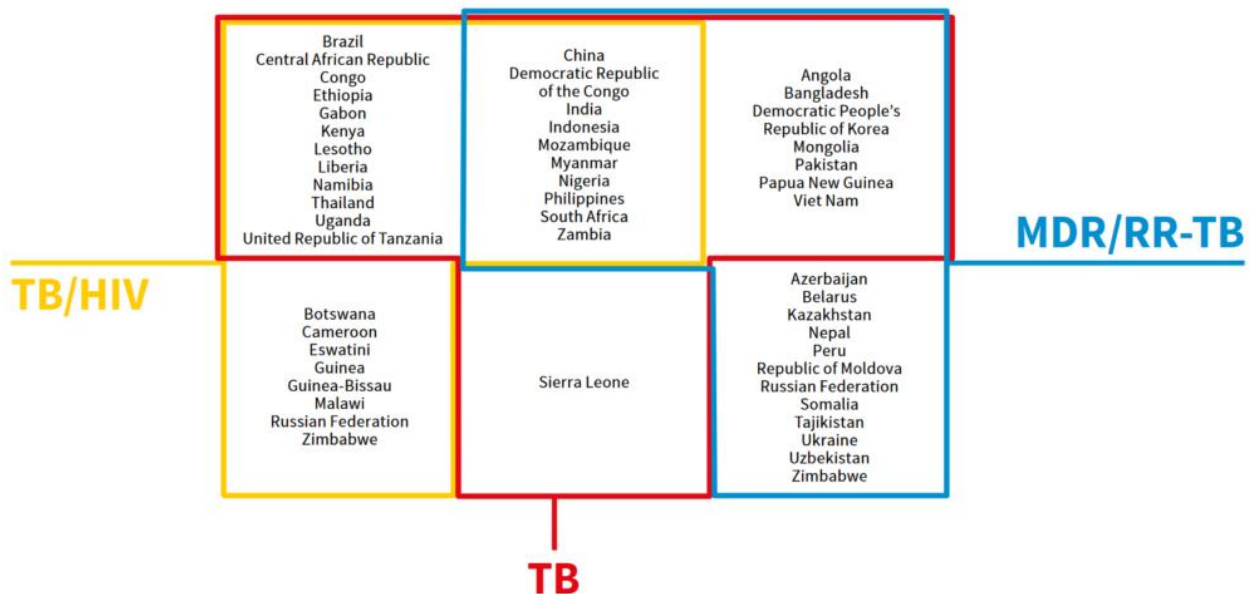 Brazil
Central African Republic
Congo
Ethiopia
Gabon
Kenya
Lesotho
Liberia
Namibia
Thailand
Uganda
United Republic of Tanzania
China
Democratic Republic
of the Congo
India
Indonesia
Mozambique
Myanmar
Nigeria
Philippines
South Africa
Zambia
Angola
Bangladesh
Democratic People's
Republic of Korea
Mongolia
Pakistan
Papua New Guinea
Viet Nam
MDR/RR-TB
TB/HIV
Botswana
Cameroon
Eswatini
Guinea
Guinea-Bissau
Malawi
Russian Federation
Zimbabwe
Sierra Leone
Azerbaijan
Belarus
Kazakhstan
Nepal
Peru
Republic of Moldova
Russian Federation
Somalia
Tajikistan
Ukraine
Uzbekistan
Zimbabwe
TB